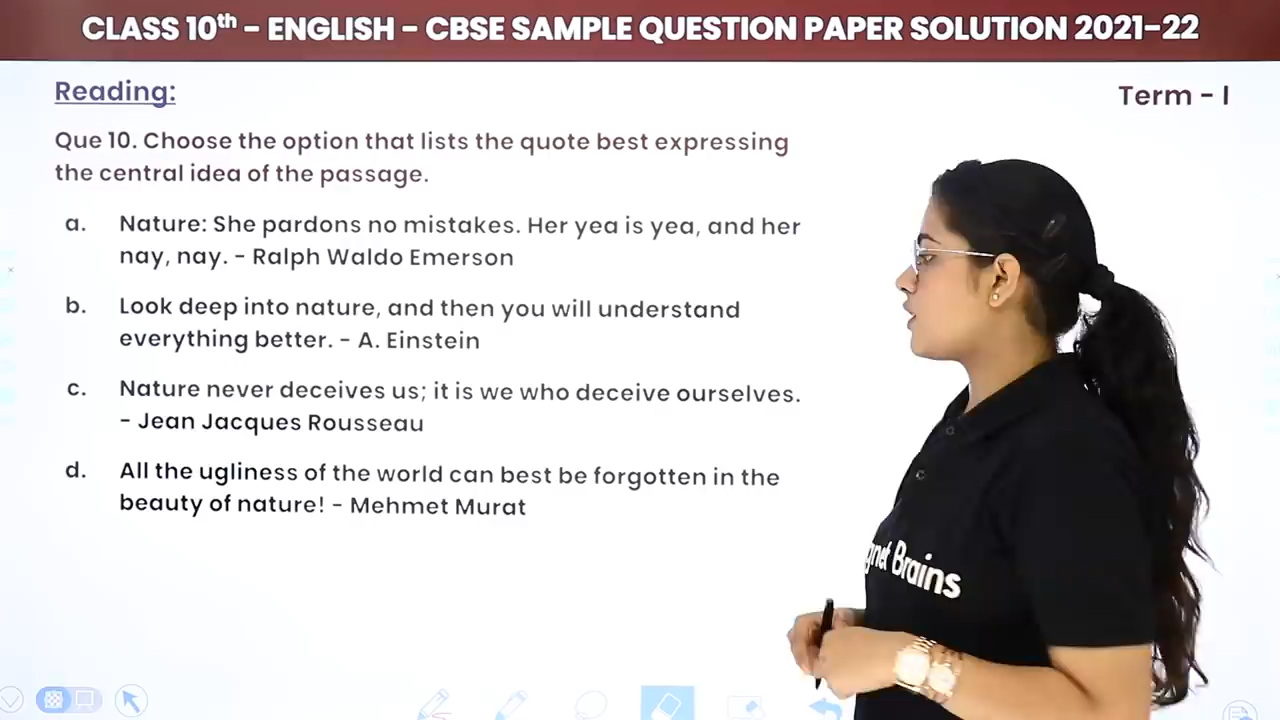 CLASS 10th – ENGLISH – CBSE SAMPLE QUESTION PAPER SOLUTION 2021–22
Reading:
Term – I
Que 10. Choose the option that lists the quote best expressing
the central idea of the passage.
a. Nature: She pardons no mistakes. Her yea is yea, and her
nay, nay. – Ralph Waldo Emerson
b. Look deep into nature, and then you will understand
everything better. – A. Einstein
c. Nature never deceives us; it is we who deceive ourselves.
– Jean Jacques Rousseau
d. All the ugliness of the world can best be forgotten in the
beauty of nature! – Mehmet Murat
Brains